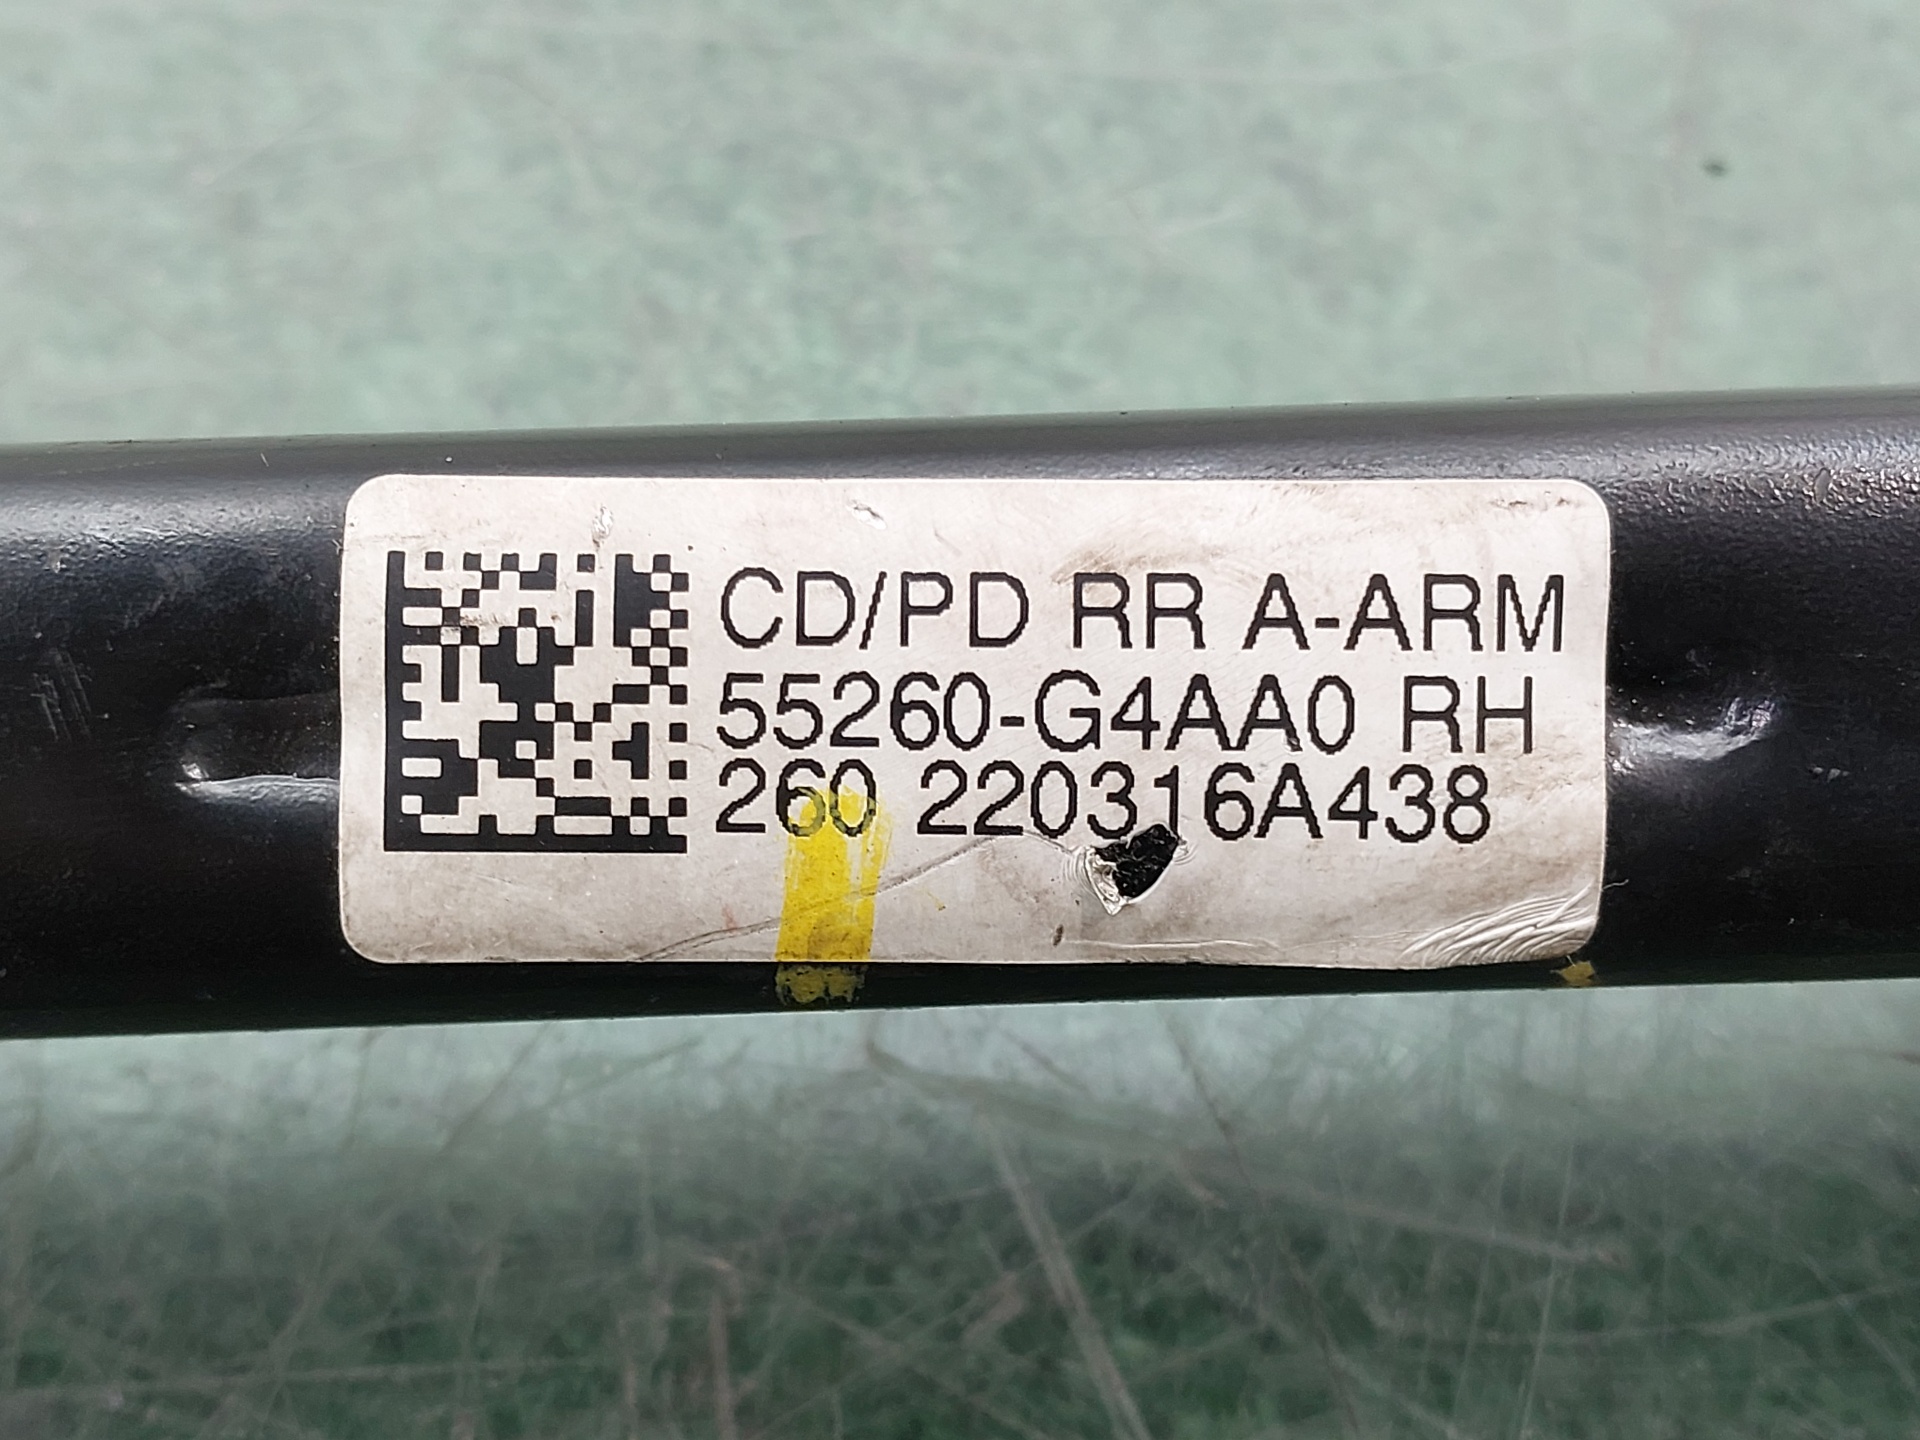 CD/PD RR A-ARM
55260-G4AA0 RH
260 220316A438